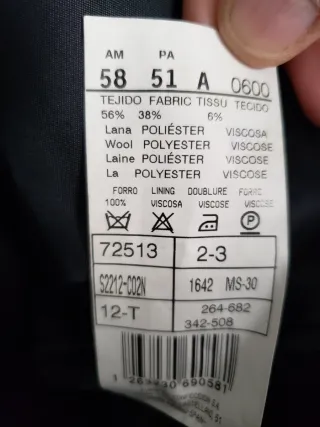 AM PA
58 51 A 0600
TEJIDO FABRIC TISSU TECIDO
56% 38% 6%
Lana POLIÉSTER VISCOSA
Wool POLYESTER VISCOSE
Laine POLIÉSTER VISCOSE
La POLYESTER VISCOSE
FORRO LINING DOUBLURE FORRO
100% VISCOSA VISCOSE VISCOSE VISCOSE
P
72513 2-3
S2212-C02N 1642 MS-30
12-T 264-682
342-508
690581